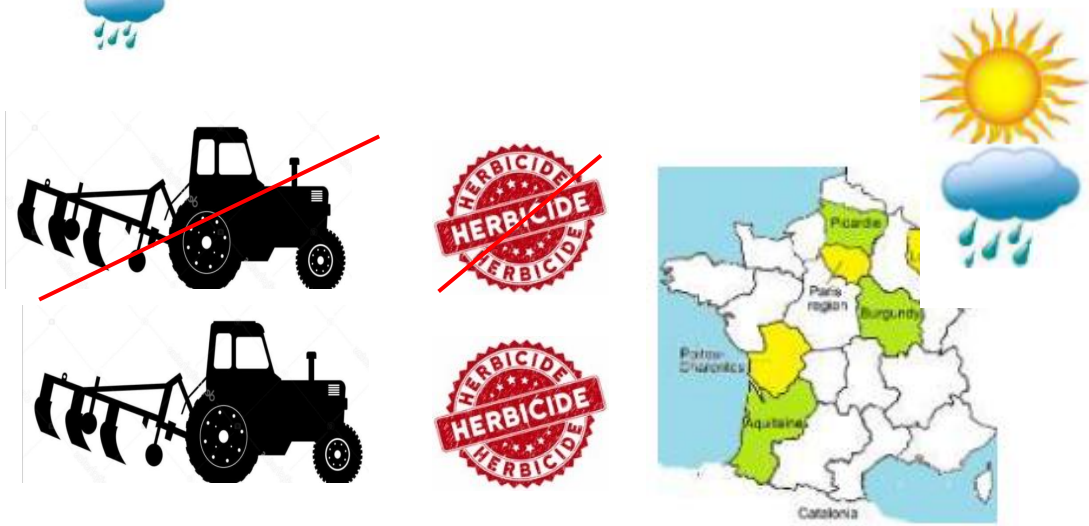 HERBICIDE
HERBICIDE
HERBICIDE
HERBICIDE
HERBICIDE
HERBICIDE
Picardie
Paris
region
Burgundy
Poitou-
Charentes
Aquitaine
Catalonia